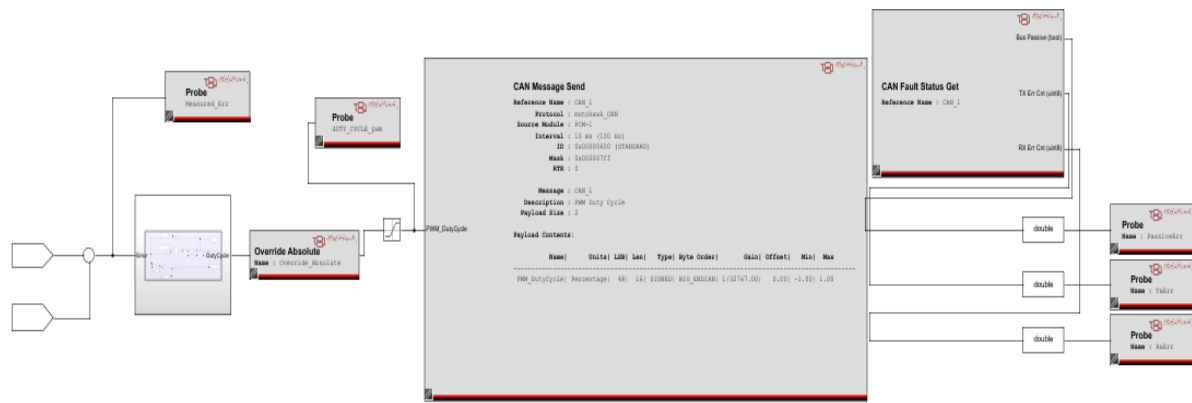 Bus Passive (bool)
CAN Fault Status Get
Reference Name : CAN_1
TX Err Cnt (uint8)
RX Err Cnt (uint8)
Probe
Measured_Err
Probe
dUTY_CYCLE_pwm
CAN Message Send
Reference Name : CAN_1
Protocol : motohawk_CAN
Source Module : PCM-1
Interval : 10 ms (100 Hz)
ID : 0x00000600 (STANDARD)
Mask : 0x000007ff
RTR : 0
Message : CAN_1
Description : PWM Duty Cycle
Payload Size : 2
Payload Contents:
Name| Units| LSB| Len| Type| Byte Order| Gain| Offset| Min| Max
PWM_DutyCycle| Percentage| 48| 16| SIGNED| BIG_ENDIAN| 1/32767.00| 0.00| -1.00| 1.00
PWM_DutyCycle
Error
DutyCycle
Override Absolute
Name : Override_Absolute
double
Probe
Name : PassiveErr
double
Probe
Name : TxErr
double
Probe
Name : RxErr